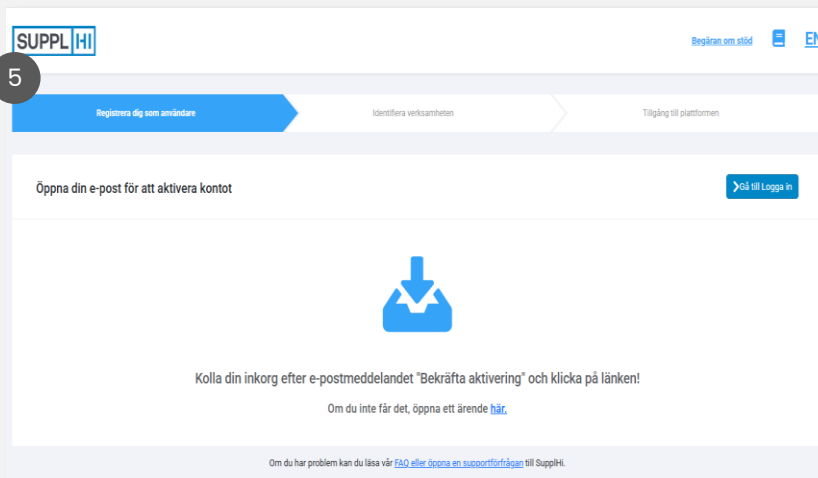 SUPPLHI
Begäran om stöd
EN
5
Registrera dig som användare
Identifiera verksamheten
Tillgång till plattformen
Öppna din e-post för att aktivera kontot
Gå till Logga in
Kolla din inkorg efter e-postmeddelandet "Bekräfta aktivering" och klicka på länken!
Om du inte får det, öppna ett ärende här.
Om du har problem kan du läsa vår FAQ eller öppna en supportförfrågan till SupplHi.